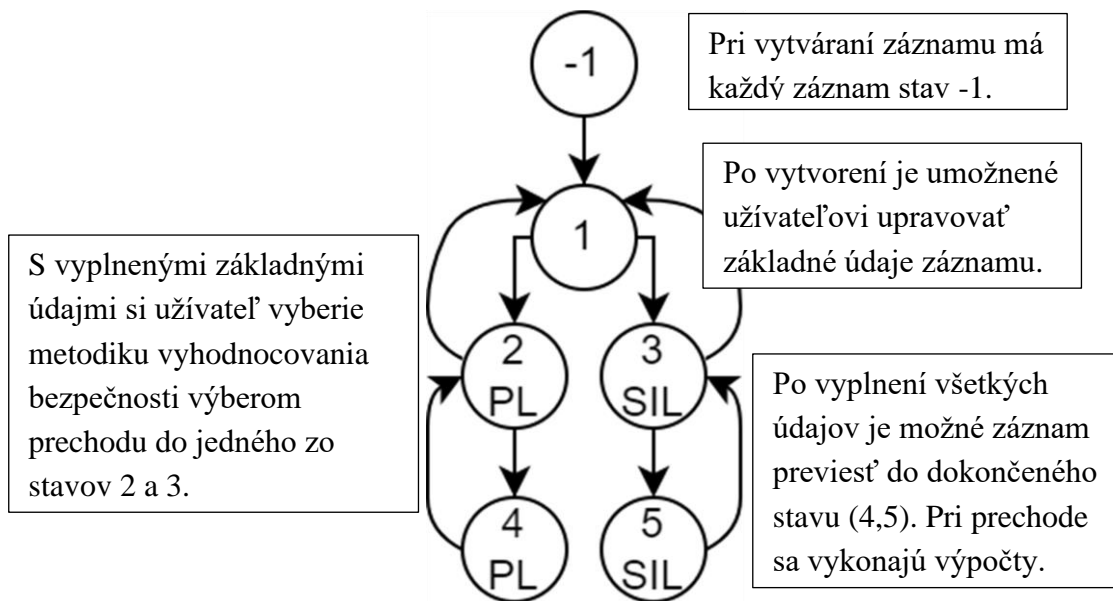 -1
Pri vytváraní záznamu má
každý záznam stav -1.
1
Po vytvorení je umožnené
užívateľovi upravovať
základné údaje záznamu.
S vyplnenými základnými
údajmi si užívateľ vyberie
metodiku vyhodnocovania
bezpečnosti výberom
prechodu do jedného zo
stavov 2 a 3.
2
PL
3
SIL
Po vyplnení všetkých
údajov je možné záznam
previesť do dokončeného
stavu (4,5). Pri prechode
sa vykonajú výpočty.
4
PL
5
SIL